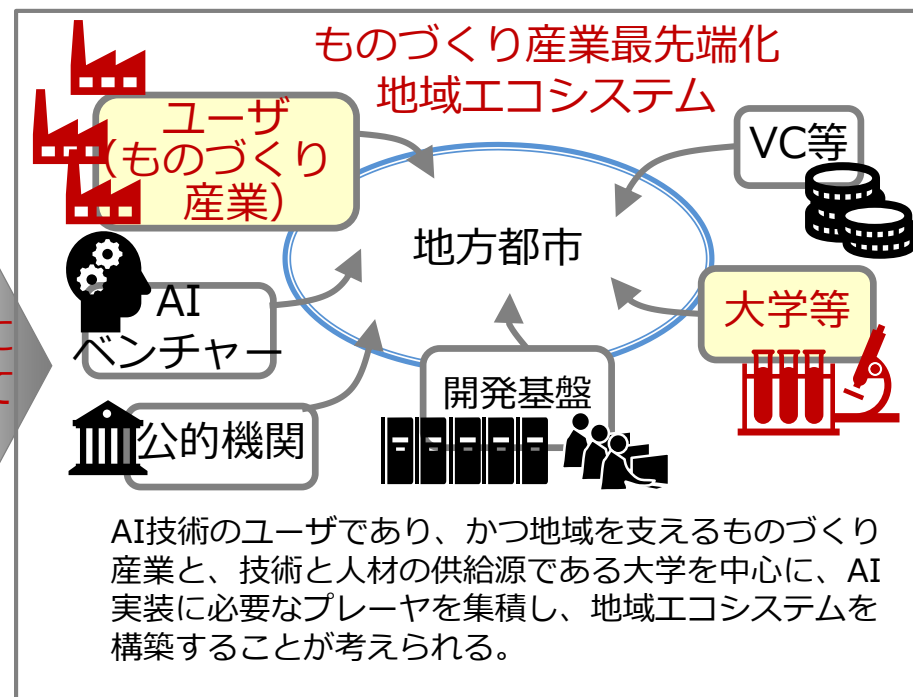 ものづくり産業最先端化
地域エコシステム
ユーザ
（ものづくり
産業）
VC等
地方都市
AI
ベンチャー
大学等
開発基盤
公的機関
AI技術のユーザであり、かつ地域を支えるものづくり
産業と、技術と人材の供給源である大学を中心に、AI
実装に必要なプレーヤを集積し、地域エコシステムを
構築することが考えられる。